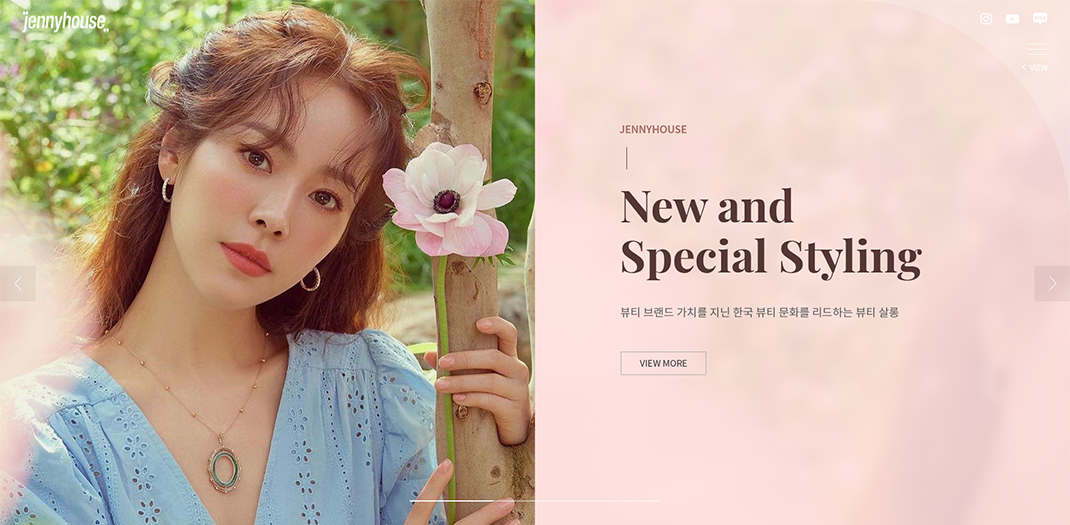 jennyhouse
< VIEW
JENNYHOUSE
New and
Special Styling
뷰티 브랜드 가치를 지닌 한국 뷰티 문화를 리드하는 뷰티 살롱
VIEW MORE